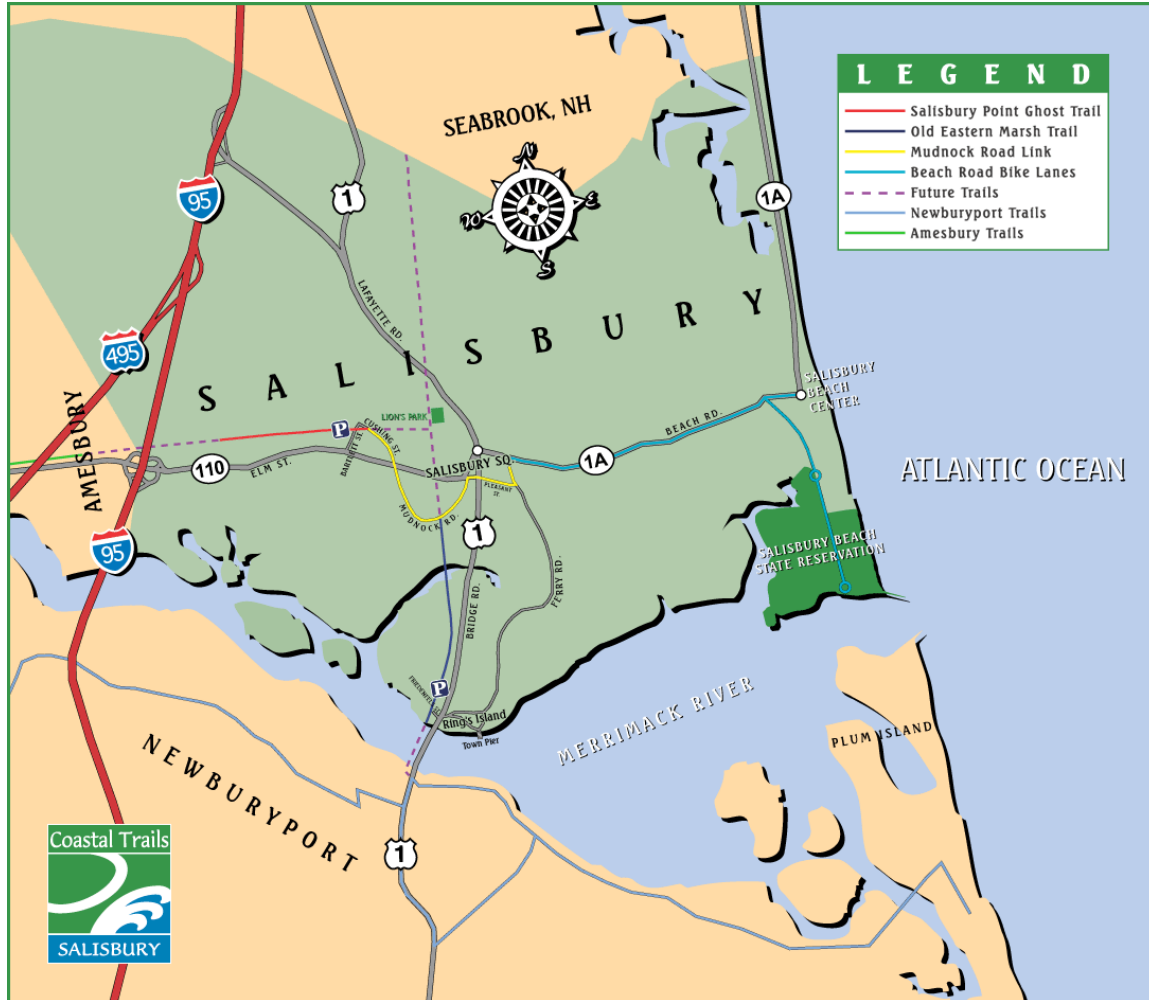 LEGEND
Salisbury Point Ghost Trail
Old Eastern Marsh Trail
Mudnock Road Link
Beach Road Bike Lanes
Future Trails
Newburyport Trails
Amesbury Trails
SEABROOK, NH
N
W
E
S
95
1
1A
495
LAFAYETTE RD.
SALISBURY
AMESBURY
SALISBURY
BEACH
CENTER
LION'S PARK
P
CUSHING ST.
BARTLETT ST.
BEACH RD.
110
ELM ST.
SALISBURY SQ.
1A
PLEASANT
ST.
MUDNOCK RD.
ATLANTIC OCEAN
95
1
SALISBURY BEACH
STATE RESERVATION
BRIDGE RD.
FERRY RD.
P
Ring's Island
Town Pier
MERRIMACK RIVER
PLUM ISLAND
NEWBURYPORT
1
Coastal Trails
SALISBURY